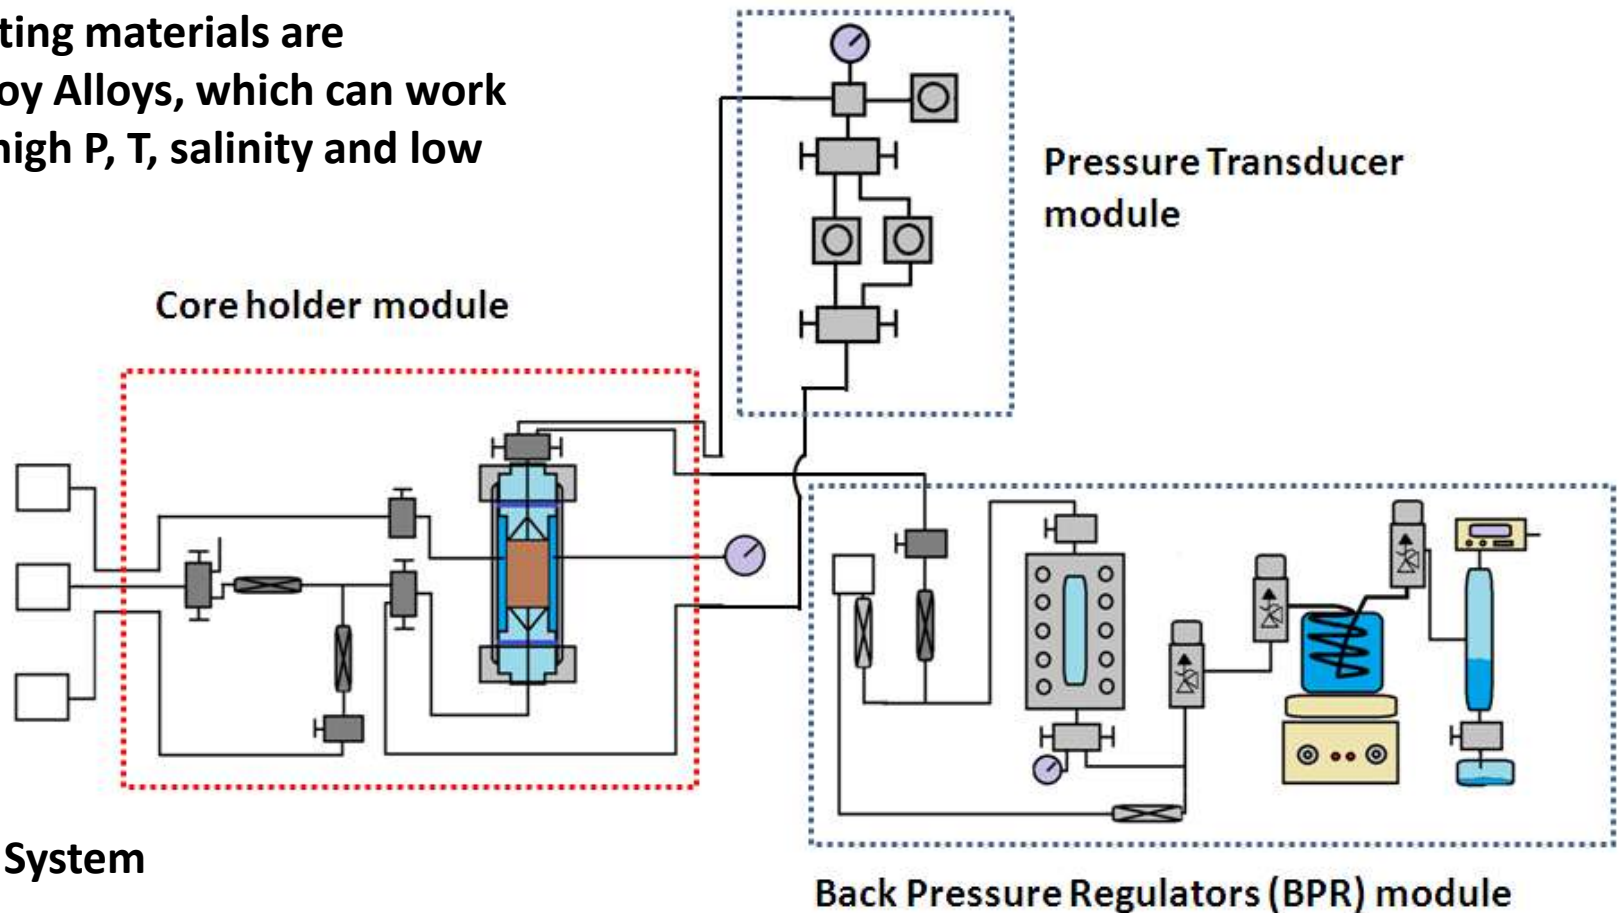 ting materials are
oy Alloys, which can work
high P, T, salinity and low
Pressure Transducer
module
Core holder module
System
Back Pressure Regulators (BPR) module